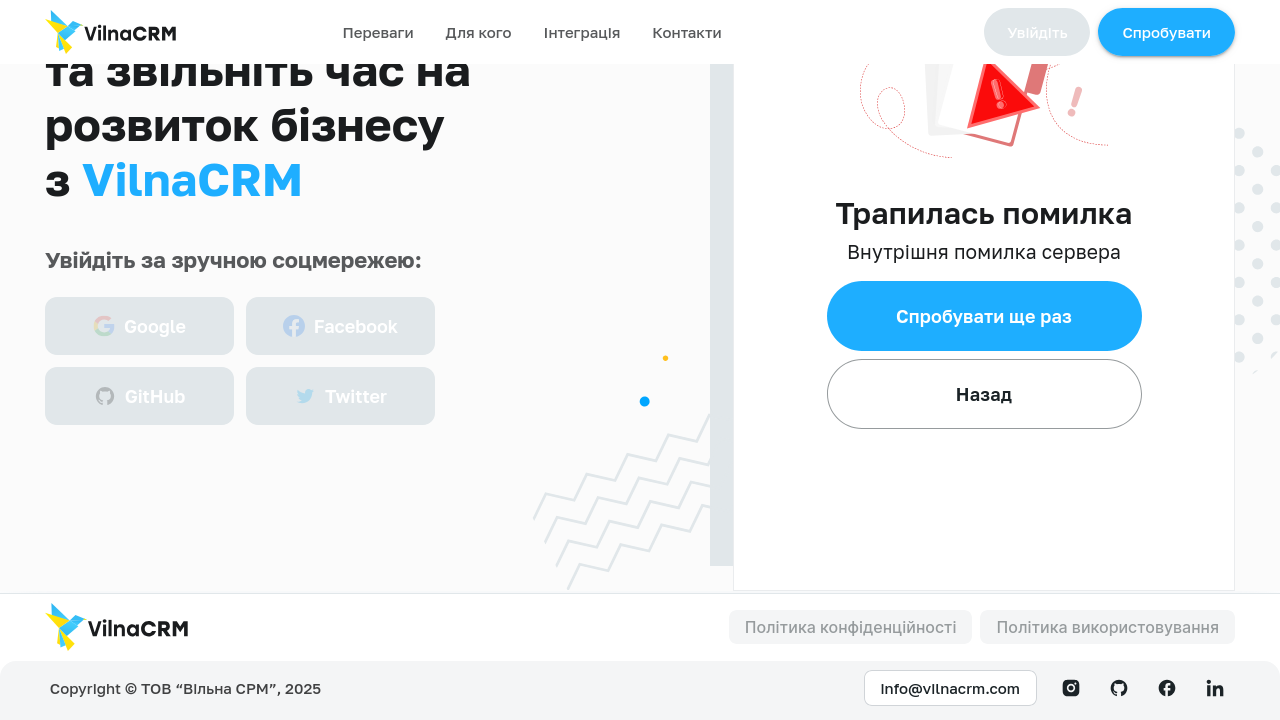 VilnaCRM
Переваги
Для кого
Інтеграція
Контакти
Увійдіть
Спробувати
та звільніть час на
розвиток бізнесу
з VilnaCRM
Увійдіть за зручною соцмережею:
Google
Facebook
GitHub
Twitter
Трапилась помилка
Внутрішня помилка сервера
Спробувати ще раз
Назад
VilnaCRM
Політика конфіденційності
Політика використовування
Copyright © ТОВ “Вільна СРМ”, 2025
info@vilnacrm.com